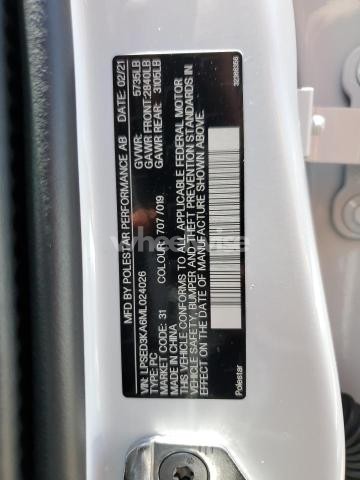 MFD BY POLESTAR PERFORMANCE AB DATE: 02/21
GVWR: 5735LB
GAWR FRONT: 2840LB
GAWR REAR: 3105LB
VIN: LPSED3KA6ML024026
TYPE: PC
MARKET CODE: 31 COLOUR: 707/019
MADE IN CHINA
THIS VEHICLE CONFORMS TO ALL APPLICABLE FEDERAL MOTOR
VEHICLE SAFETY, BUMPER AND THEFT PREVENTION STANDARDS IN
EFFECT ON THE DATE OF MANUFACTURE SHOWN ABOVE.
Polestar 32366356